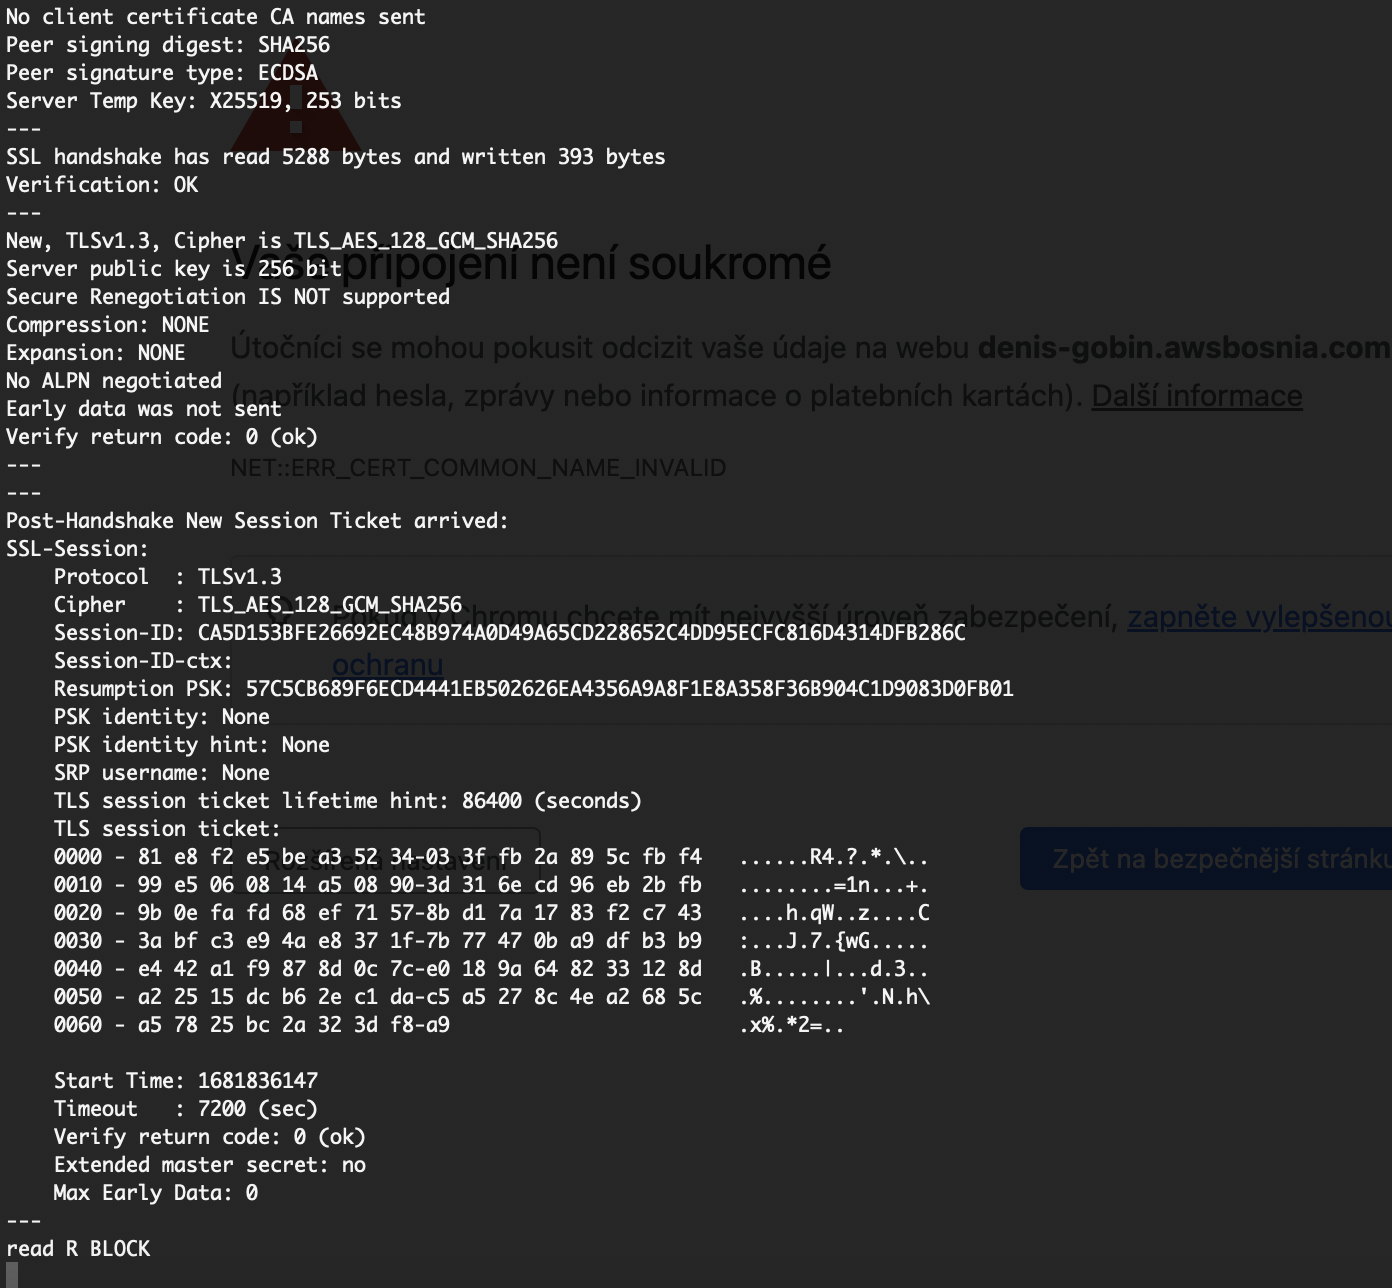 No client certificate CA names sent
Peer signing digest: SHA256
Peer signature type: ECDSA
Server Temp Key: X25519, 253 bits
---
SSL handshake has read 5288 bytes and written 393 bytes
Verification: OK
---
New, TLSv1.3, Cipher is TLS_AES_128_GCM_SHA256
Server public key is 256 bit
Secure Renegotiation IS NOT supported
Compression: NONE
Expansion: NONE
No ALPN negotiated
Early data was not sent
Verify return code: 0 (ok)
---
---
Post-Handshake New Session Ticket arrived:
SSL-Session:
    Protocol  : TLSv1.3
    Cipher    : TLS_AES_128_GCM_SHA256
    Session-ID: CA5D153BFE26692EC48B974A0D49A65CD228652C4DD95ECFC816D4314DFB286C
    Session-ID-ctx:
    Resumption PSK: 57C5CB689F6ECD4441EB502626EA4356A9A8F1E8A358F36B904C1D9083D0FB01
    PSK identity: None
    PSK identity hint: None
    SRP username: None
    TLS session ticket lifetime hint: 86400 (seconds)
    TLS session ticket:
    0000 - 81 e8 f2 e5 be a3 52 34-03 3f fb 2a 89 5c fb f4   ......R4.?.*.\..
    0010 - 99 e5 06 08 14 a5 08 90-3d 31 6e cd 96 eb 2b fb   ........=1n...+.
    0020 - 9b 0e fa fd 68 ef 71 57-8b d1 7a 17 83 f2 c7 43   ....h.qW..z....C
    0030 - 3a bf c3 e9 4a e8 37 1f-7b 77 47 0b a9 df b3 b9   :...J.7.{wG.....
    0040 - e4 42 a1 f9 87 8d 0c 7c-e0 18 9a 64 82 33 12 8d   .B.....|...d.3..
    0050 - a2 25 15 dc b6 2e c1 da-c5 a5 27 8c 4e a2 68 5c   .%........'.N.h\
    0060 - a5 78 25 bc 2a 32 3d f8-a9                        .x%.*2=..
    Start Time: 1681836147
    Timeout   : 7200 (sec)
    Verify return code: 0 (ok)
    Extended master secret: no
    Max Early Data: 0
---
read R BLOCK
Vaše připojení není soukromé
Útočníci se mohou pokusit odcizit vaše údaje na webu denis-gobin.awsbosnia.com
(například hesla, zprávy nebo informace o platebních kartách). Další informace
NET::ERR_CERT_COMMON_NAME_INVALID
Pokud v Chromu chcete mít nejvyšší úroveň zabezpečení, zapněte vylepšenou
ochranu
Rozšířená nastavení
Zpět na bezpečnější stránku